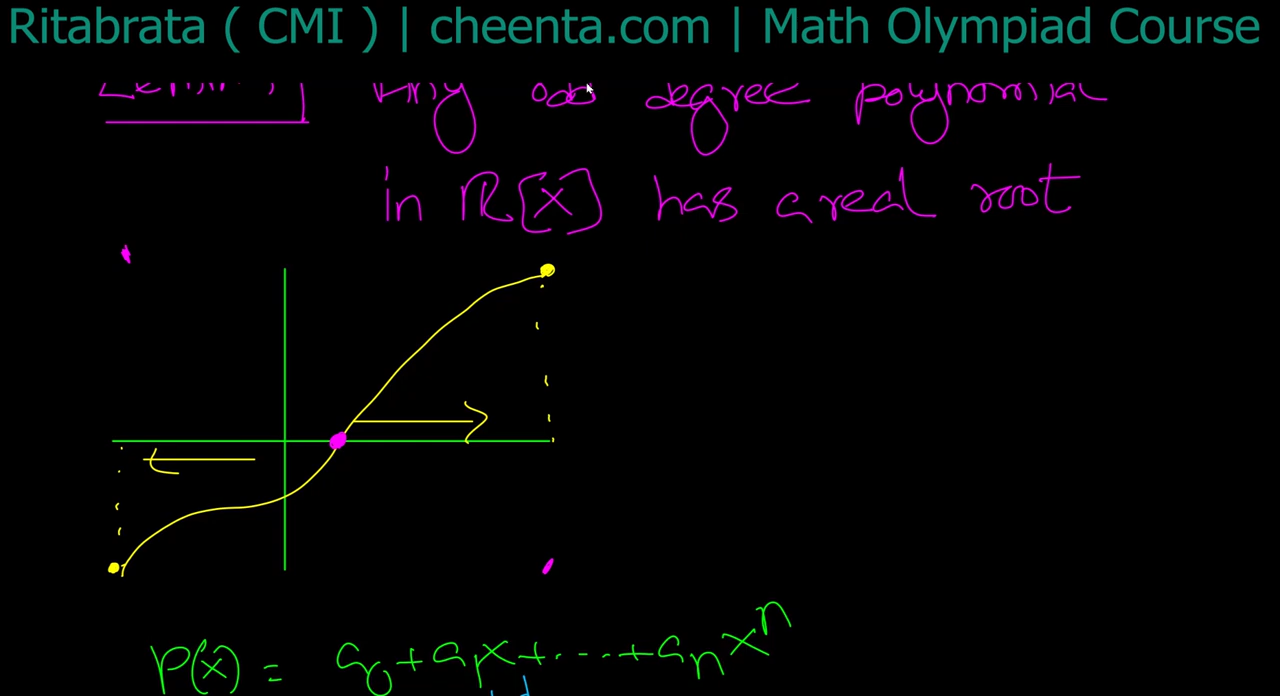 Ritabrata ( CMI ) | cheenta.com | Math Olympiad Course
Any odd degree polynomial
in ℝ[x] has a real root
P(x) = a₀ + a₁x + ····· + aₙxⁿ